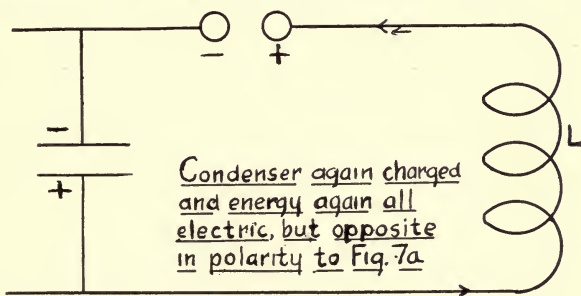 - +
-
+
L
Condenser again charged
and energy again all
electric, but opposite
in polarity to Fig. 7a